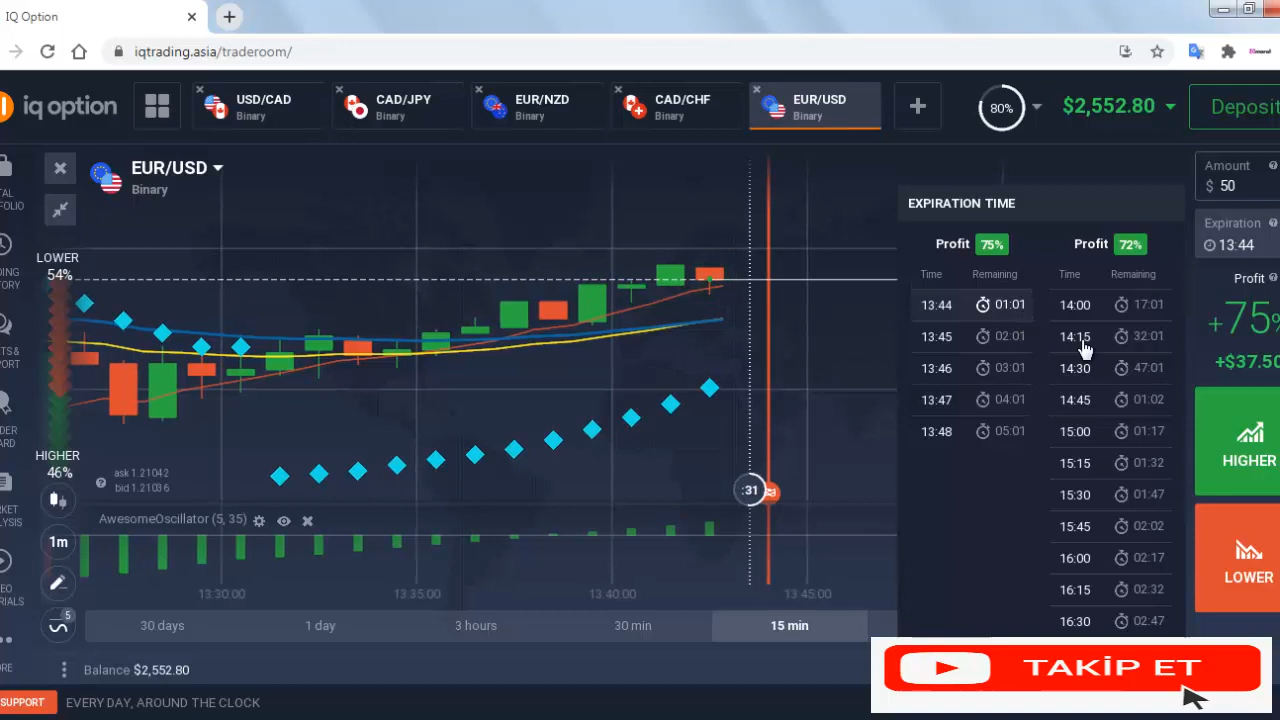 IQ Option
iqtrading.asia/traderoom/
iq option
USD/CAD
Binary
CAD/JPY
Binary
EUR/NZD
Binary
CAD/CHF
Binary
EUR/USD
Binary
80%
$2,552.80
Deposit
EUR/USD
Binary
EXPIRATION TIME
Profit 75%
Profit 72%
Time Remaining
Time Remaining
13:44 01:01
14:00 17:01
13:45 02:01
14:15 32:01
13:46 03:01
14:30 47:01
13:47 04:01
14:45 01:02
13:48 05:01
15:00 01:17
15:15 01:32
15:30 01:47
15:45 02:02
16:00 02:17
16:15 02:32
16:30 02:47
Amount
$ 50
Expiration
13:44
Profit
+75%
+$37.50
HIGHER
LOWER
LOWER
54%
HIGHER
46%
ask 1.21042
bid 1.21036
:31
AwesomeOscillator (5, 35)
1m
5
13:30:00
13:35:00
13:40:00
13:45:00
30 days
1 day
3 hours
30 min
15 min
Balance $2,552.80
SUPPORT
EVERY DAY, AROUND THE CLOCK
TAKİP ET